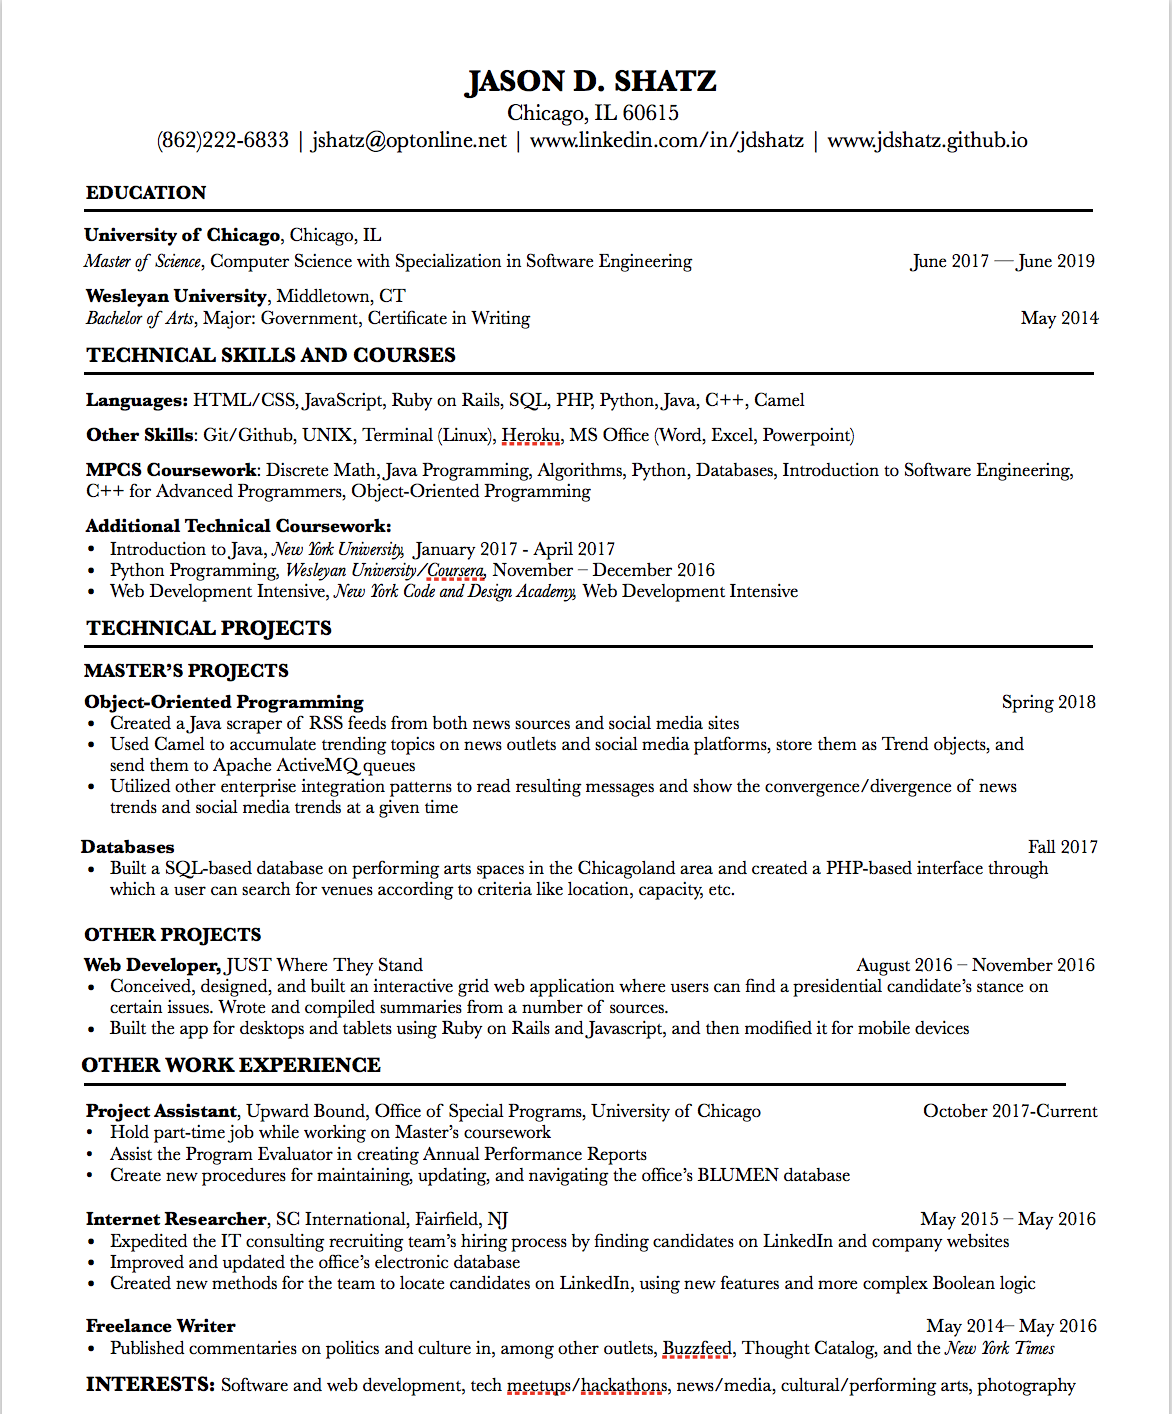 JASON D. SHATZ
Chicago, IL 60615
(862)222-6833 | jshatz@optonline.net | www.linkedin.com/in/jdshatz | www.jdshatz.github.io
EDUCATION
University of Chicago, Chicago, IL
Master of Science, Computer Science with Specialization in Software Engineering June 2017 — June 2019
Wesleyan University, Middletown, CT
Bachelor of Arts, Major: Government, Certificate in Writing May 2014
TECHNICAL SKILLS AND COURSES
Languages: HTML/CSS, JavaScript, Ruby on Rails, SQL, PHP, Python, Java, C++, Camel
Other Skills: Git/Github, UNIX, Terminal (Linux), Heroku, MS Office (Word, Excel, Powerpoint)
MPCS Coursework: Discrete Math, Java Programming, Algorithms, Python, Databases, Introduction to Software Engineering,
C++ for Advanced Programmers, Object-Oriented Programming
Additional Technical Coursework:
• Introduction to Java, New York University, January 2017 - April 2017
• Python Programming, Wesleyan University/Coursera, November – December 2016
• Web Development Intensive, New York Code and Design Academy, Web Development Intensive
TECHNICAL PROJECTS
MASTER'S PROJECTS
Object-Oriented Programming Spring 2018
• Created a Java scraper of RSS feeds from both news sources and social media sites
• Used Camel to accumulate trending topics on news outlets and social media platforms, store them as Trend objects, and
send them to Apache ActiveMQ queues
• Utilized other enterprise integration patterns to read resulting messages and show the convergence/divergence of news
trends and social media trends at a given time
Databases Fall 2017
• Built a SQL-based database on performing arts spaces in the Chicagoland area and created a PHP-based interface through
which a user can search for venues according to criteria like location, capacity, etc.
OTHER PROJECTS
Web Developer, JUST Where They Stand August 2016 – November 2016
• Conceived, designed, and built an interactive grid web application where users can find a presidential candidate's stance on
certain issues. Wrote and compiled summaries from a number of sources.
• Built the app for desktops and tablets using Ruby on Rails and Javascript, and then modified it for mobile devices
OTHER WORK EXPERIENCE
Project Assistant, Upward Bound, Office of Special Programs, University of Chicago October 2017-Current
• Hold part-time job while working on Master's coursework
• Assist the Program Evaluator in creating Annual Performance Reports
• Create new procedures for maintaining, updating, and navigating the office's BLUMEN database
Internet Researcher, SC International, Fairfield, NJ May 2015 – May 2016
• Expedited the IT consulting recruiting team's hiring process by finding candidates on LinkedIn and company websites
• Improved and updated the office's electronic database
• Created new methods for the team to locate candidates on LinkedIn, using new features and more complex Boolean logic
Freelance Writer May 2014– May 2016
• Published commentaries on politics and culture in, among other outlets, Buzzfeed, Thought Catalog, and the New York Times
INTERESTS: Software and web development, tech meetups/hackathons, news/media, cultural/performing arts, photography